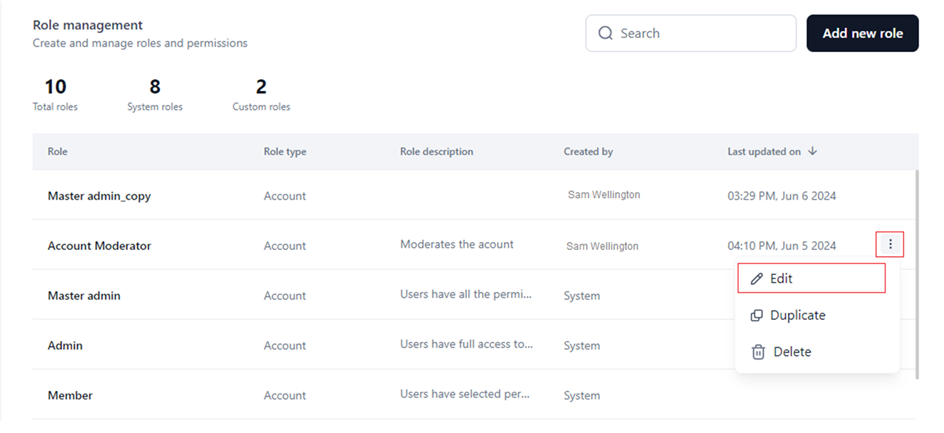 Role management
Create and manage roles and permissions
Search
Add new role
10 8 2
Total roles System roles Custom roles
Role Role type Role description Created by Last updated on
Master admin_copy Account Sam Wellington 03:29 PM, Jun 6 2024
Account Moderator Account Moderates the acount Sam Wellington 04:10 PM, Jun 5 2024
Edit
Master admin Account Users have all the permi... System
Duplicate
Admin Account Users have full access to... System
Delete
Member Account Users have selected per... System